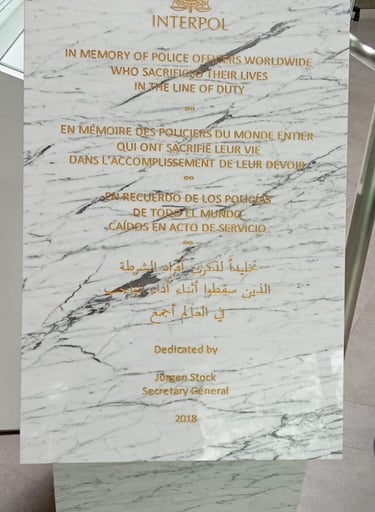 INTERPOL
IN MEMORY OF POLICE OFFICERS WORLDWIDE
WHO SACRIFICED THEIR LIVES
IN THE LINE OF DUTY
EN MÉMOIRE DES POLICIERS DU MONDE ENTIER
QUI ONT SACRIFIÉ LEUR VIE
DANS L'ACCOMPLISSEMENT DE LEUR DEVOIR
EN RECUERDO DE LOS POLICÍAS
DE TODO EL MUNDO
CAÍDOS EN ACTO DE SERVICIO
تخليداً لذكرى أفراد الشرطة
الذين سقطوا أثناء أداء الواجب
في العالم أجمع
Dedicated by
Jürgen Stock
Secretary General
2018